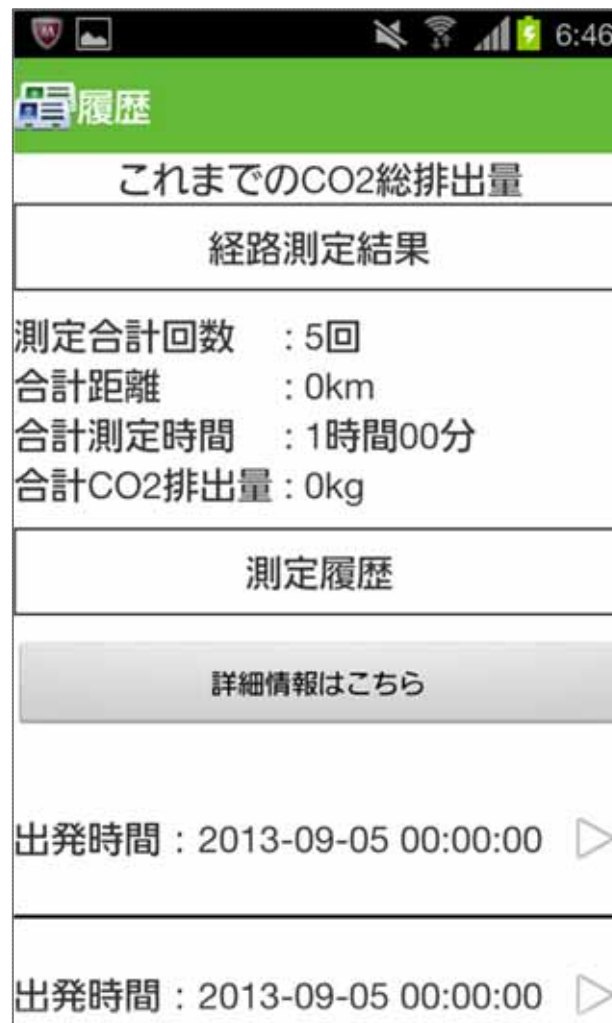 6:46
履歴
これまでのCO2総排出量
経路測定結果
測定合計回数 : 5回
合計距離 : 0km
合計測定時間 : 1時間00分
合計CO2排出量 : 0kg
測定履歴
詳細情報はこちら
出発時間 : 2013-09-05 00:00:00
出発時間 : 2013-09-05 00:00:00